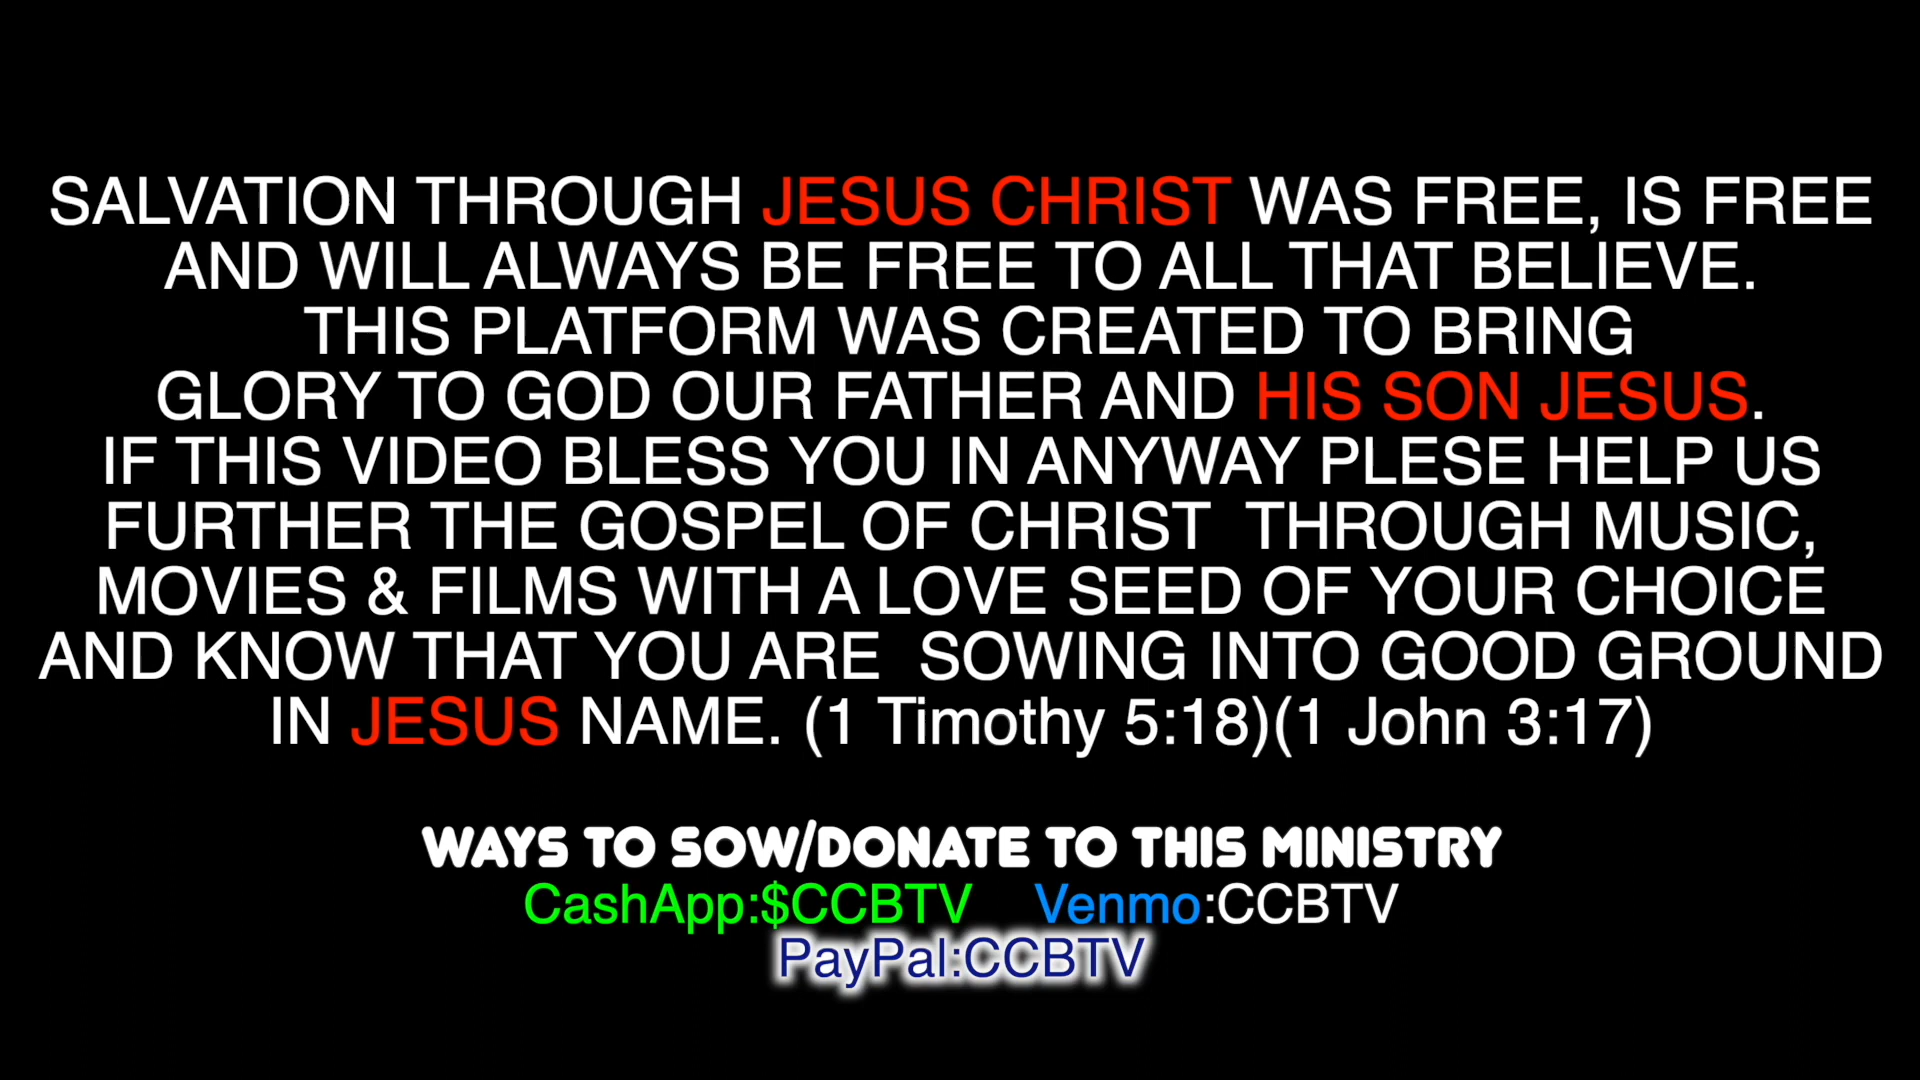 SALVATION THROUGH JESUS CHRIST WAS FREE, IS FREE
AND WILL ALWAYS BE FREE TO ALL THAT BELIEVE.
THIS PLATFORM WAS CREATED TO BRING
GLORY TO GOD OUR FATHER AND HIS SON JESUS.
IF THIS VIDEO BLESS YOU IN ANYWAY PLESE HELP US
FURTHER THE GOSPEL OF CHRIST  THROUGH MUSIC,
MOVIES & FILMS WITH A LOVE SEED OF YOUR CHOICE
AND KNOW THAT YOU ARE  SOWING INTO GOOD GROUND
IN JESUS NAME. (1 Timothy 5:18)(1 John 3:17)
WAYS TO SOW/DONATE TO THIS MINISTRY
CashApp:$CCBTV    Venmo:CCBTV
PayPal:CCBTV